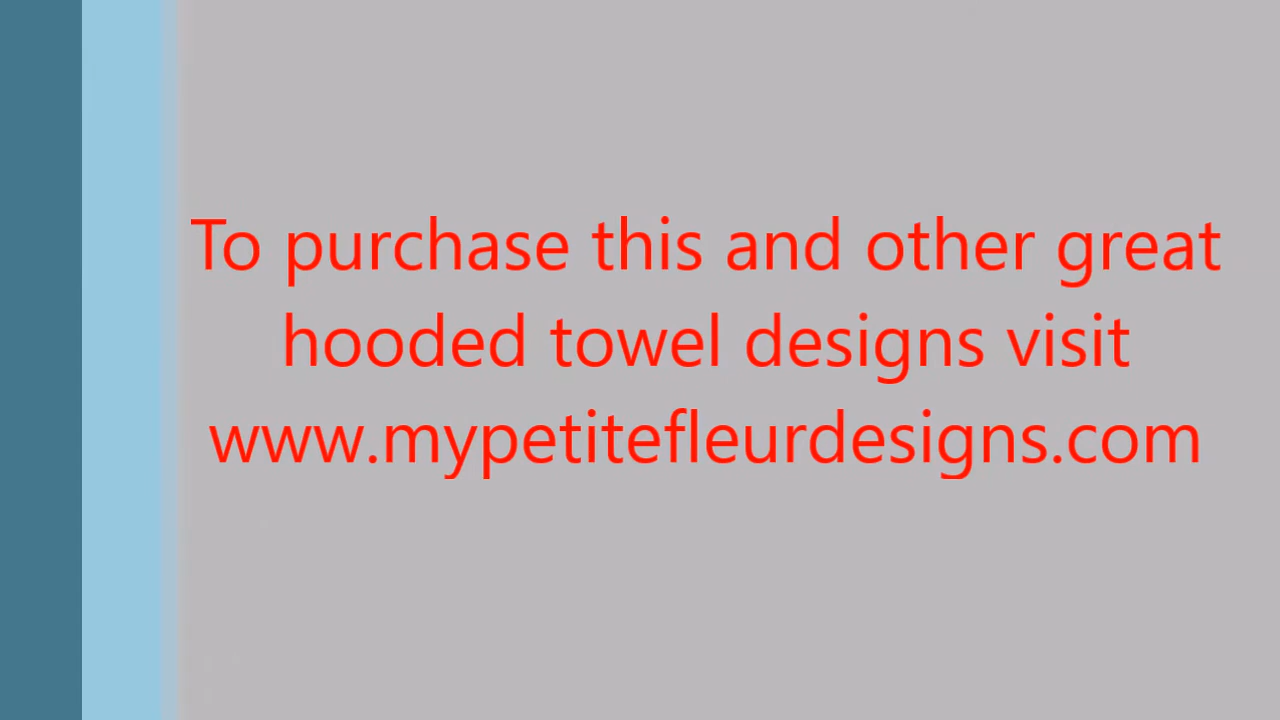 To purchase this and other great
hooded towel designs visit
www.mypetitefleurdesigns.com